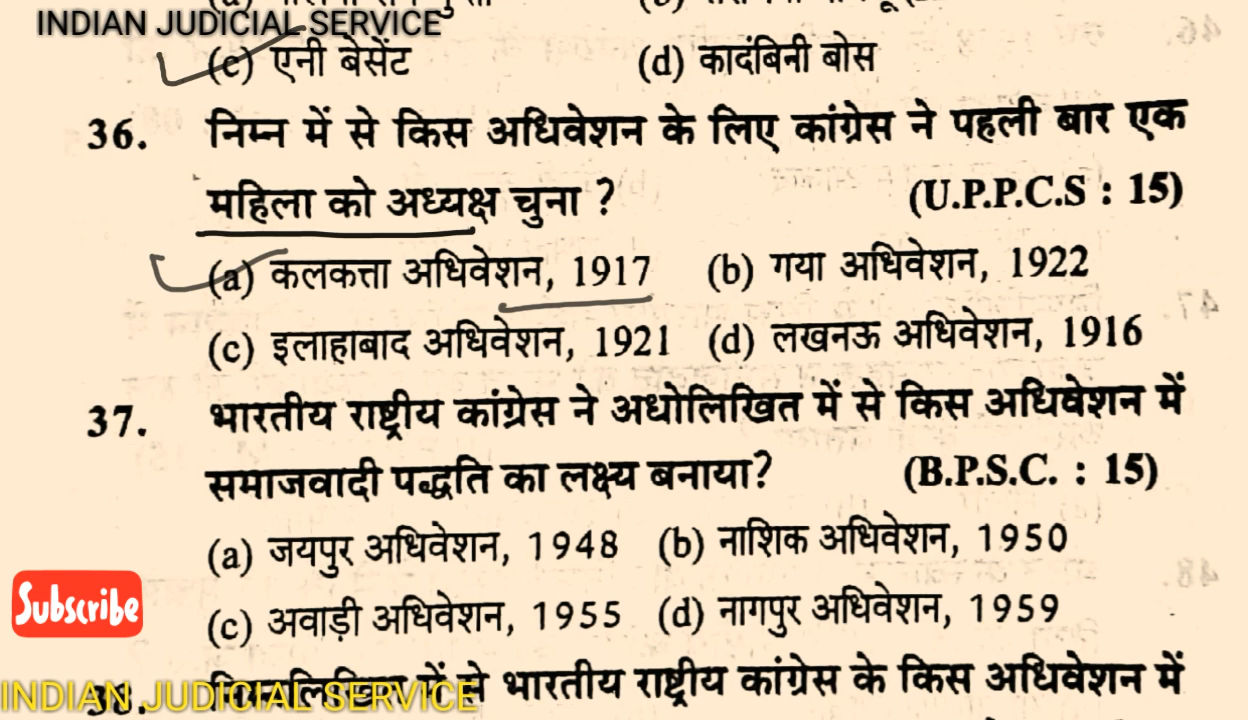 INDIAN JUDICIAL SERVICE
(c) एनी बेसेंट (d) कादंबिनी बोस
36. निम्न में से किस अधिवेशन के लिए कांग्रेस ने पहली बार एक
महिला को अध्यक्ष चुना ? (U.P.P.C.S : 15)
(a) कलकत्ता अधिवेशन, 1917 (b) गया अधिवेशन, 1922
(c) इलाहाबाद अधिवेशन, 1921 (d) लखनऊ अधिवेशन, 1916
37. भारतीय राष्ट्रीय कांग्रेस ने अधोलिखित में से किस अधिवेशन में
समाजवादी पद्धति का लक्ष्य बनाया? (B.P.S.C. : 15)
(a) जयपुर अधिवेशन, 1948 (b) नाशिक अधिवेशन, 1950
(c) अवाड़ी अधिवेशन, 1955 (d) नागपुर अधिवेशन, 1959
Subscribe
में से भारतीय राष्ट्रीय कांग्रेस के किस अधिवेशन में
INDIAN JUDICIAL SERVICE